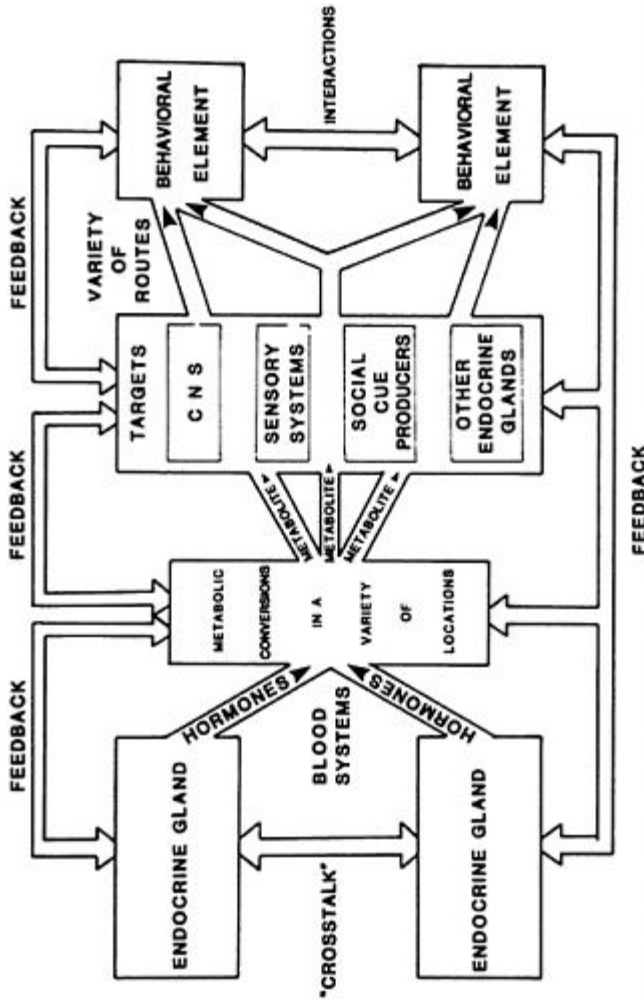 FEEDBACK
FEEDBACK
FEEDBACK
ENDOCRINE GLAND
HORMONES
METABOLIC
CONVERSIONS
IN A
VARIETY
OF
LOCATIONS
METABOLITE
METABOLITE
METABOLITE
TARGETS
CNS
SENSORY
SYSTEMS
SOCIAL
CUE
PRODUCERS
OTHER
ENDOCRINE
GLANDS
VARIETY
OF
ROUTES
BEHAVIORAL
ELEMENT
"CROSSTALK"
BLOOD
SYSTEMS
INTERACTIONS
ENDOCRINE GLAND
HORMONES
BEHAVIORAL
ELEMENT
FEEDBACK